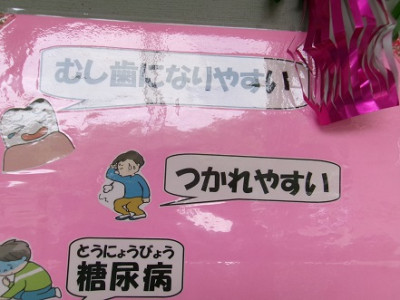 むし歯になりやすい
つかれやすい
とうにょうびょう
糖尿病